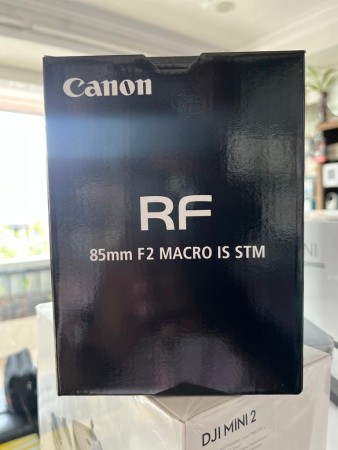 Canon
RF
85mm F2 MACRO IS STM
DJI MINI 2